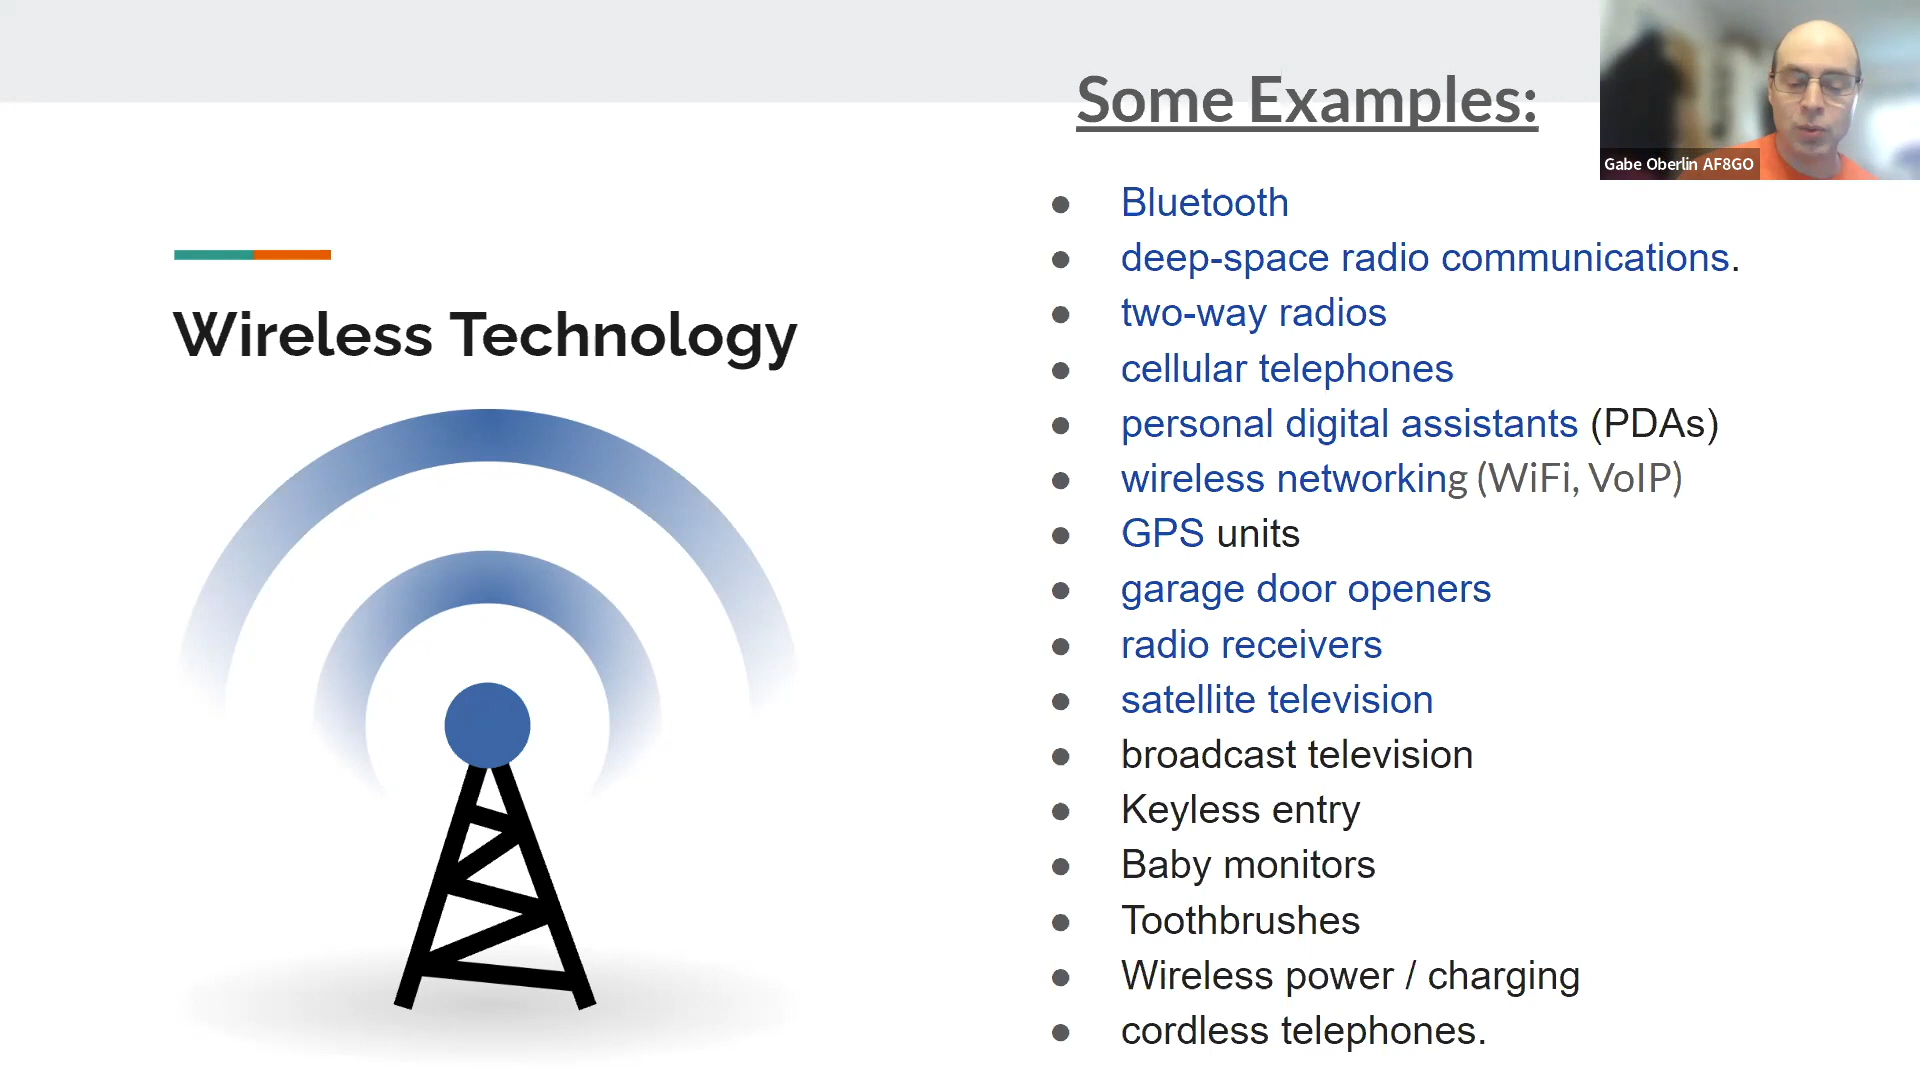 Some Examples:
Gabe Oberlin AF8GO
Wireless Technology
Bluetooth
deep-space radio communications.
two-way radios
cellular telephones
personal digital assistants (PDAs)
wireless networking (WiFi, VoIP)
GPS units
garage door openers
radio receivers
satellite television
broadcast television
Keyless entry
Baby monitors
Toothbrushes
Wireless power / charging
cordless telephones.